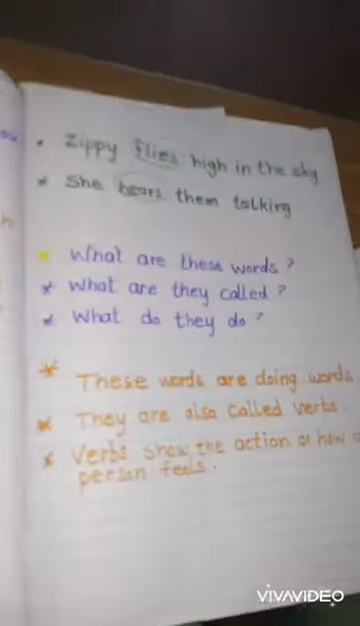 * Zippy flies high in the sky
* She hears them talking
* What are these words?
* What are they called?
* What do they do?
* These words are doing words.
* They are also called verbs.
* Verbs show the action or how a
person feels.
VIVAVIDEO